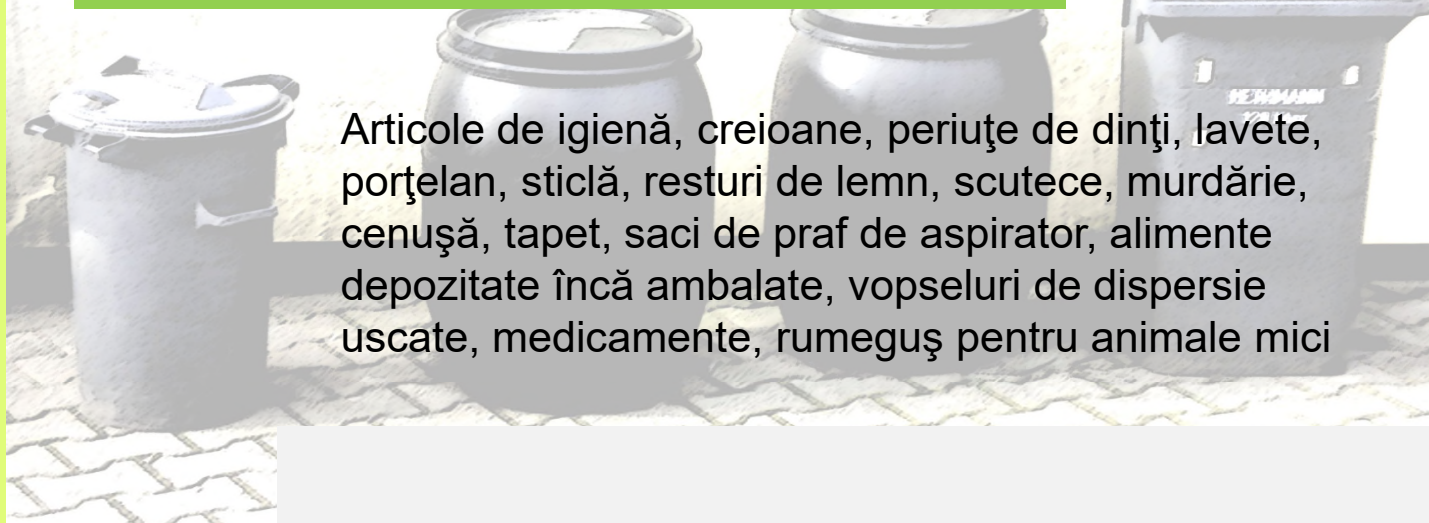 Articole de igienă, creioane, periuţe de dinţi, lavete,
porţelan, sticlă, resturi de lemn, scutece, murdărie,
cenuşă, tapet, saci de praf de aspirator, alimente
depozitate încă ambalate, vopseluri de dispersie
uscate, medicamente, rumeguş pentru animale mici